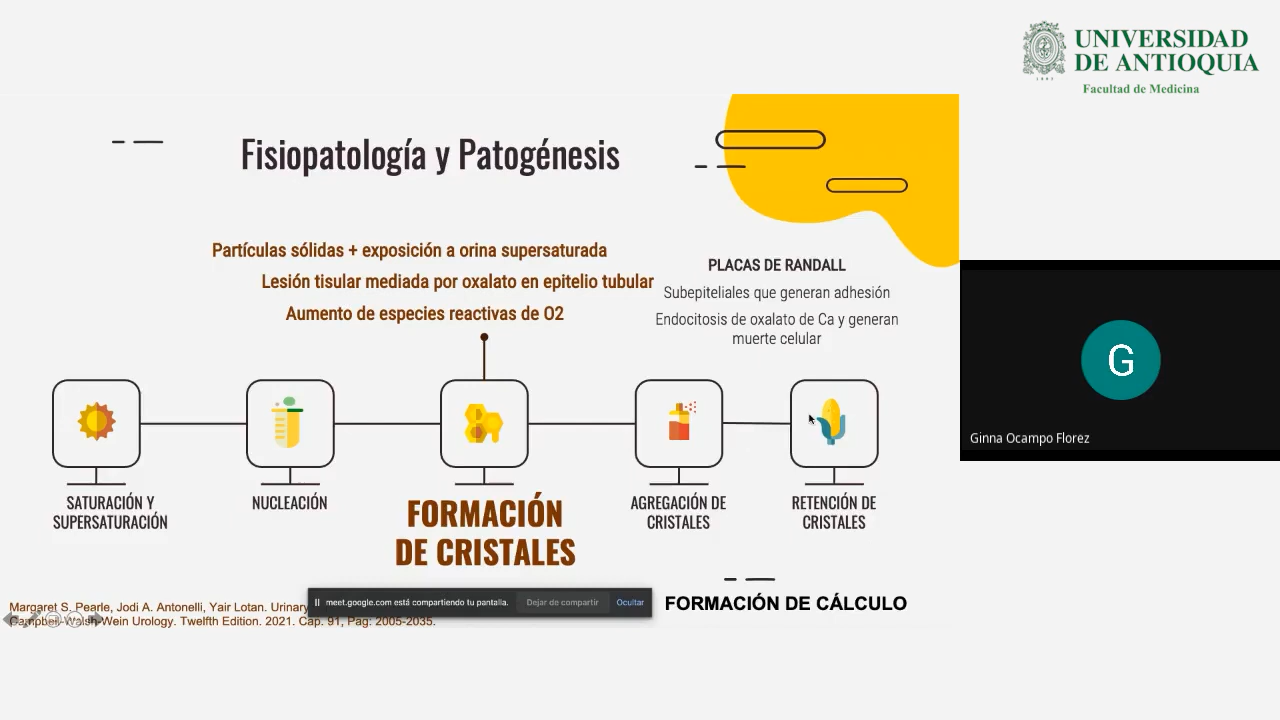 UNIVERSIDAD
DE ANTIOQUIA
1803
Facultad de Medicina
Fisiopatología y Patogénesis
Partículas sólidas + exposición a orina supersaturada
Lesión tisular mediada por oxalato en epitelio tubular
Aumento de especies reactivas de O2
PLACAS DE RANDALL
Subepiteliales que generan adhesión
Endocitosis de oxalato de Ca y generan
muerte celular
SATURACIÓN Y
SUPERSATURACIÓN
NUCLEACIÓN
FORMACIÓN
DE CRISTALES
AGREGACIÓN DE
CRISTALES
RETENCIÓN DE
CRISTALES
FORMACIÓN DE CÁLCULO
Margaret S. Pearle, Jodi A. Antonelli, Yair Lotan. Urinary
Campbell-Walsh-Wein Urology. Twelfth Edition. 2021. Cap. 91, Pag: 2005-2035.
meet.google.com está compartiendo tu pantalla.
Dejar de compartir
Ocultar
G
Ginna Ocampo Florez